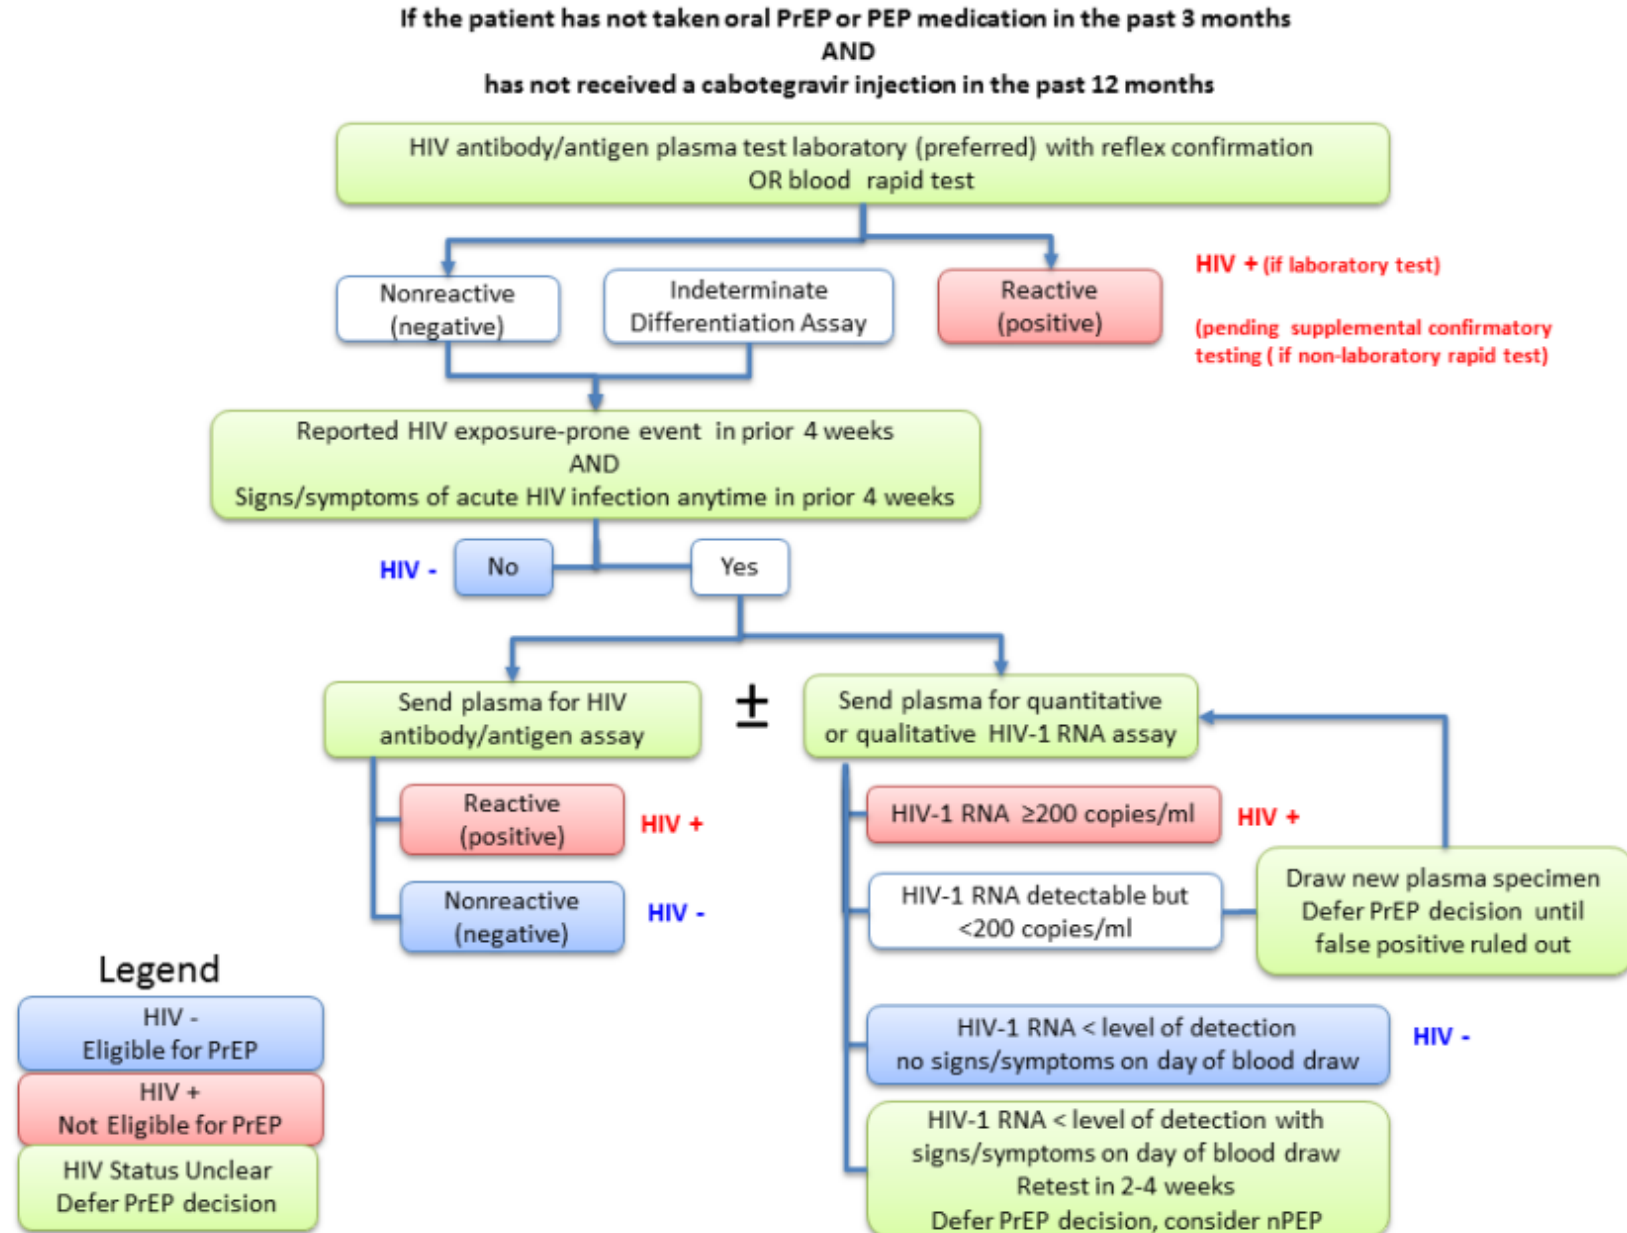 If the patient has not taken oral PrEP or PEP medication in the past 3 months
AND
has not received a cabotegravir injection in the past 12 months
HIV antibody/antigen plasma test laboratory (preferred) with reflex confirmation
OR blood rapid test
Nonreactive
(negative)
Indeterminate
Differentiation Assay
Reactive
(positive)
HIV + (if laboratory test)
(pending supplemental confirmatory
testing ( if non-laboratory rapid test)
Reported HIV exposure-prone event in prior 4 weeks
AND
Signs/symptoms of acute HIV infection anytime in prior 4 weeks
HIV -
No
Yes
Send plasma for HIV
antibody/antigen assay
±
Send plasma for quantitative
or qualitative HIV-1 RNA assay
Reactive
(positive)
HIV +
Nonreactive
(negative)
HIV -
HIV-1 RNA ≥200 copies/ml
HIV +
HIV-1 RNA detectable but
<200 copies/ml
Draw new plasma specimen
Defer PrEP decision until
false positive ruled out
HIV-1 RNA < level of detection
no signs/symptoms on day of blood draw
HIV -
HIV-1 RNA < level of detection with
signs/symptoms on day of blood draw
Retest in 2-4 weeks
Defer PrEP decision, consider nPEP
Legend
HIV -
Eligible for PrEP
HIV +
Not Eligible for PrEP
HIV Status Unclear
Defer PrEP decision